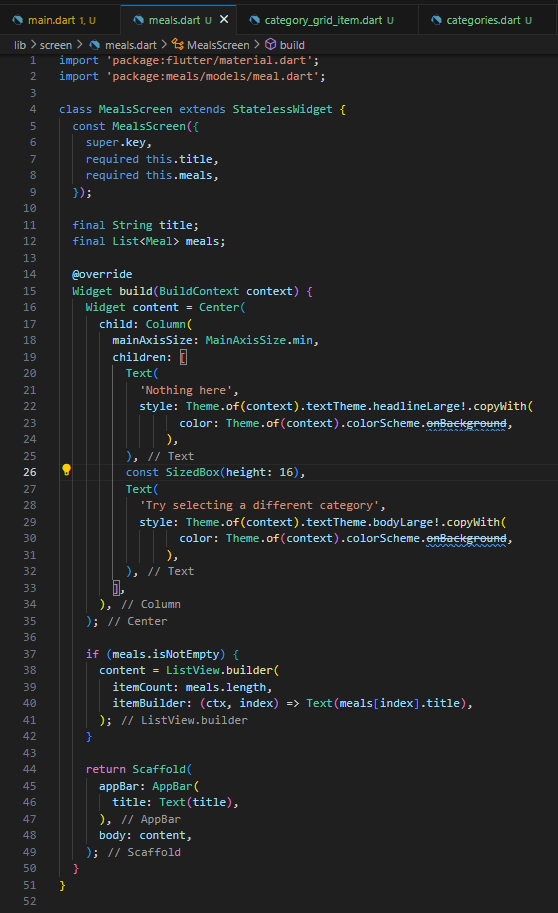 main.dart 1, U meals.dart U × category_grid_item.dart U categories.dart U
lib > screen > meals.dart > MealsScreen > build
1 import 'package:flutter/material.dart';
2 import 'package:meals/models/meal.dart';
3
4 class MealsScreen extends StatelessWidget {
5   const MealsScreen({
6     super.key,
7     required this.title,
8     required this.meals,
9   });
10
11   final String title;
12   final List<Meal> meals;
13
14   @override
15   Widget build(BuildContext context) {
16     Widget content = Center(
17       child: Column(
18         mainAxisSize: MainAxisSize.min,
19         children: [
20           Text(
21             'Nothing here',
22             style: Theme.of(context).textTheme.headlineLarge!.copyWith(
23                   color: Theme.of(context).colorScheme.onBackground,
24                 ),
25           ), // Text
26           const SizedBox(height: 16),
27           Text(
28             'Try selecting a different category',
29             style: Theme.of(context).textTheme.bodyLarge!.copyWith(
30                   color: Theme.of(context).colorScheme.onBackground,
31                 ),
32           ), // Text
33         ],
34       ), // Column
35     ); // Center
36
37     if (meals.isNotEmpty) {
38       content = ListView.builder(
39         itemCount: meals.length,
40         itemBuilder: (ctx, index) => Text(meals[index].title),
41       ); // ListView.builder
42     }
43
44     return Scaffold(
45       appBar: AppBar(
46         title: Text(title),
47       ), // AppBar
48       body: content,
49     ); // Scaffold
50   }
51 }
52